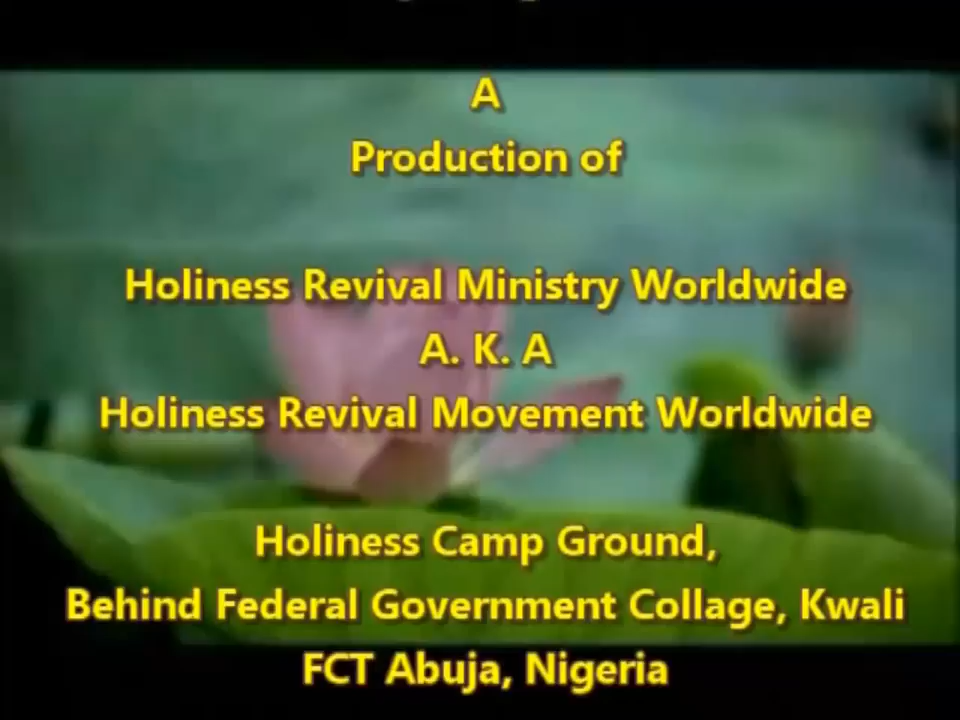 A
Production of
Holiness Revival Ministry Worldwide
A. K. A
Holiness Revival Movement Worldwide
Holiness Camp Ground,
Behind Federal Government Collage, Kwali
FCT Abuja, Nigeria